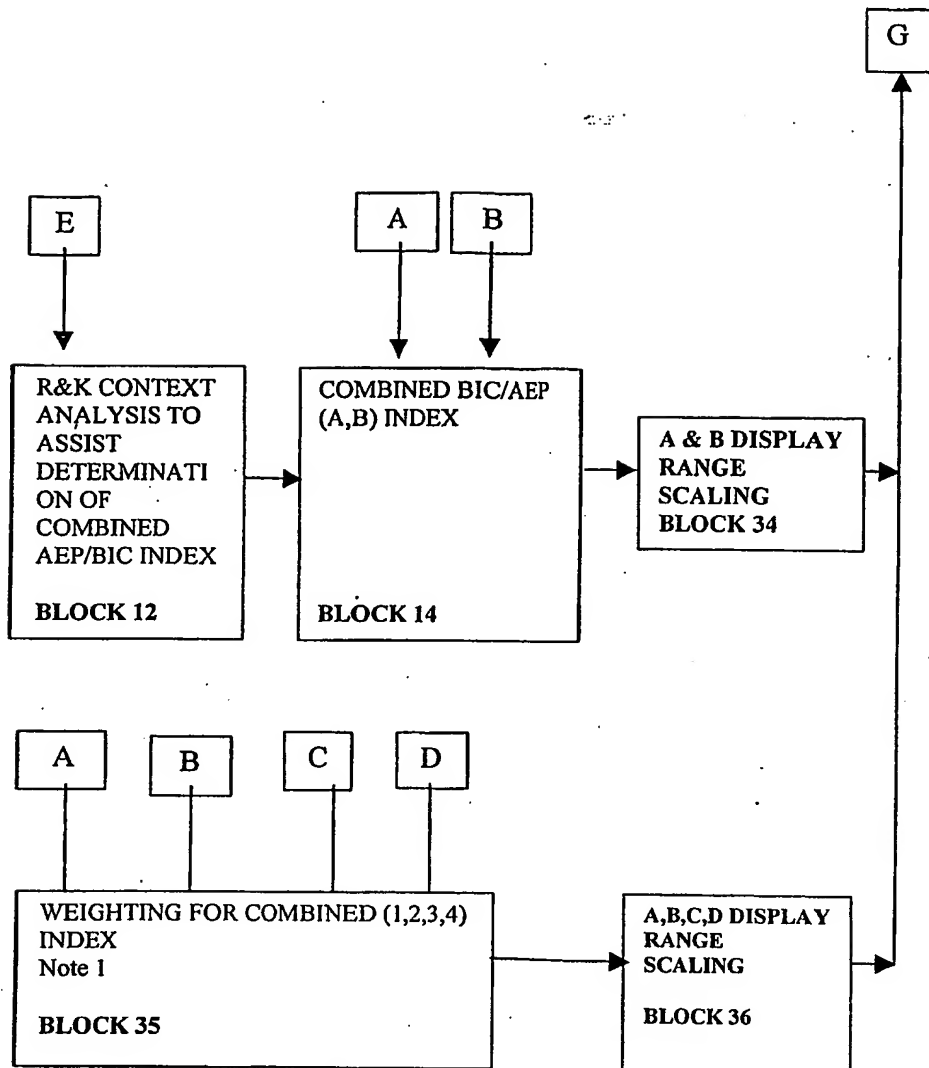 G
E
A
B
R&K CONTEXT
ANALYSIS TO
ASSIST
DETERMINATI
ON OF
COMBINED
AEP/BIC INDEX
BLOCK 12
COMBINED BIC/AEP
(A,B) INDEX
BLOCK 14
A & B DISPLAY
RANGE
SCALING
BLOCK 34
A
B
C
D
WEIGHTING FOR COMBINED (1,2,3,4)
INDEX
Note 1
BLOCK 35
A,B,C,D DISPLAY
RANGE
SCALING
BLOCK 36